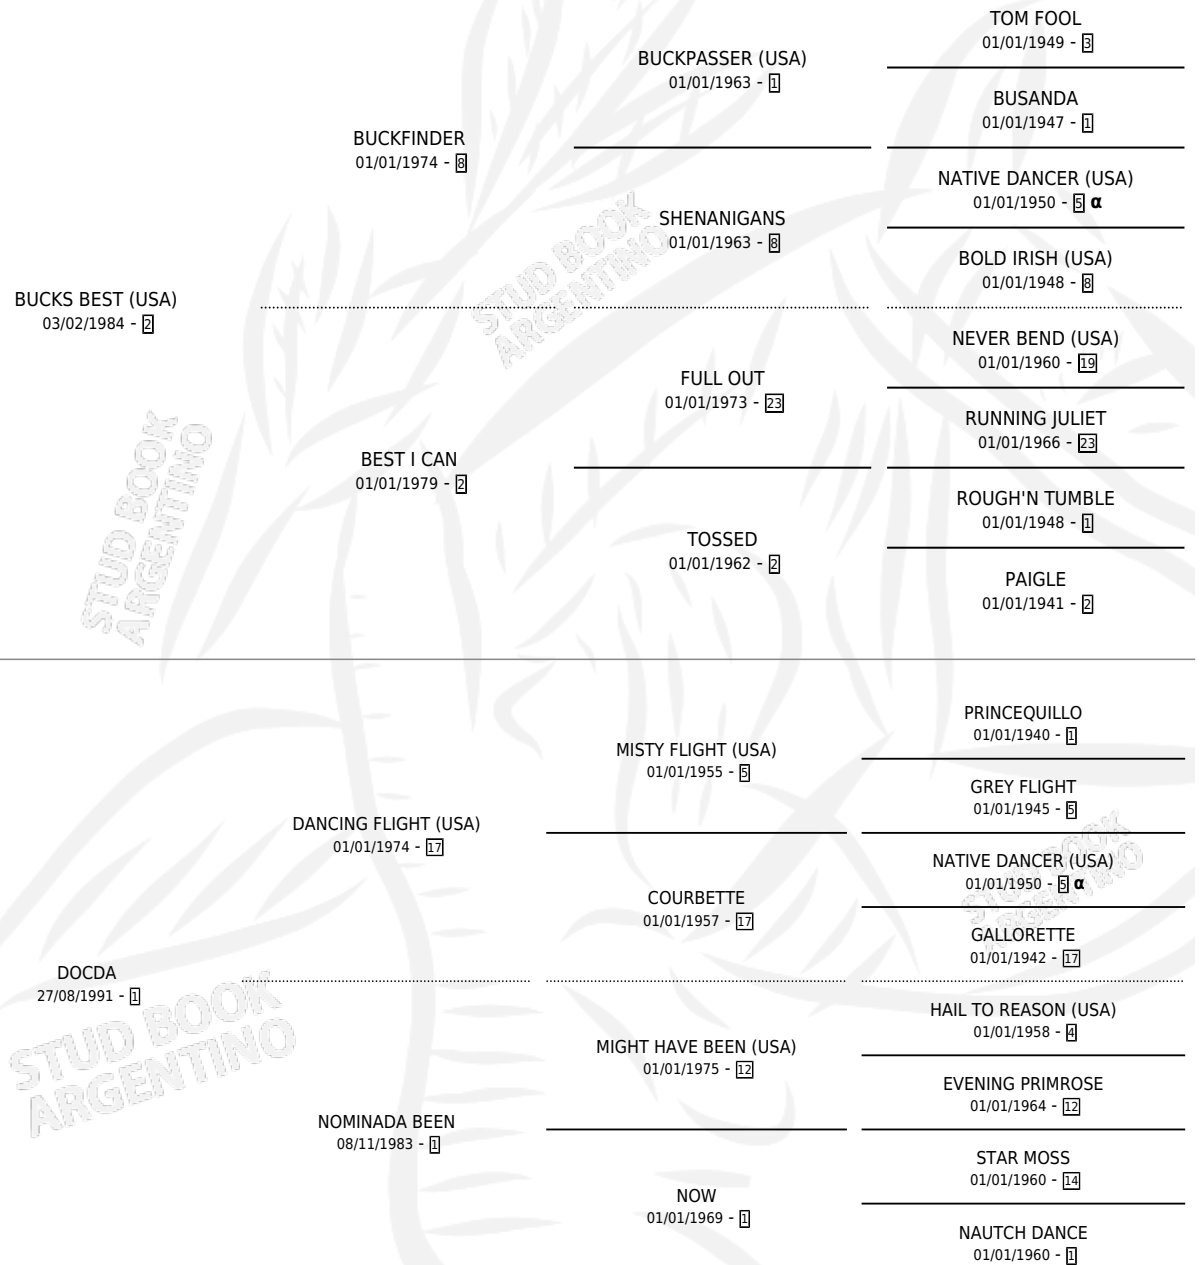 TOM FOOL
01/01/1949 - 3
BUCKPASSER (USA)
01/01/1963 - 1
BUSANDA
01/01/1947 - 1
BUCKFINDER
01/01/1974 - 8
NATIVE DANCER (USA)
01/01/1950 - 5 α
SHENANIGANS
01/01/1963 - 8
BOLD IRISH (USA)
01/01/1948 - 8
BUCKS BEST (USA)
03/02/1984 - 2
NEVER BEND (USA)
01/01/1960 - 19
FULL OUT
01/01/1973 - 23
RUNNING JULIET
01/01/1966 - 23
BEST I CAN
01/01/1979 - 2
ROUGH'N TUMBLE
01/01/1948 - 1
TOSSED
01/01/1962 - 2
PAIGLE
01/01/1941 - 2
PRINCEQUILLO
01/01/1940 - 1
MISTY FLIGHT (USA)
01/01/1955 - 5
GREY FLIGHT
01/01/1945 - 5
DANCING FLIGHT (USA)
01/01/1974 - 17
NATIVE DANCER (USA)
01/01/1950 - 5 α
COURBETTE
01/01/1957 - 17
GALLORETTE
01/01/1942 - 17
DOCDA
27/08/1991 - 1
HAIL TO REASON (USA)
01/01/1958 - 4
MIGHT HAVE BEEN (USA)
01/01/1975 - 12
EVENING PRIMROSE
01/01/1964 - 12
NOMINADA BEEN
08/11/1983 - 1
STAR MOSS
01/01/1960 - 14
NOW
01/01/1969 - 1
NAUTCH DANCE
01/01/1960 - 1
STUD BOOK
ARGENTINO
STUD BOOK
ARGENTINO
STUD BOOK
ARGENTINO
STUD BOOK
ARGENTINO